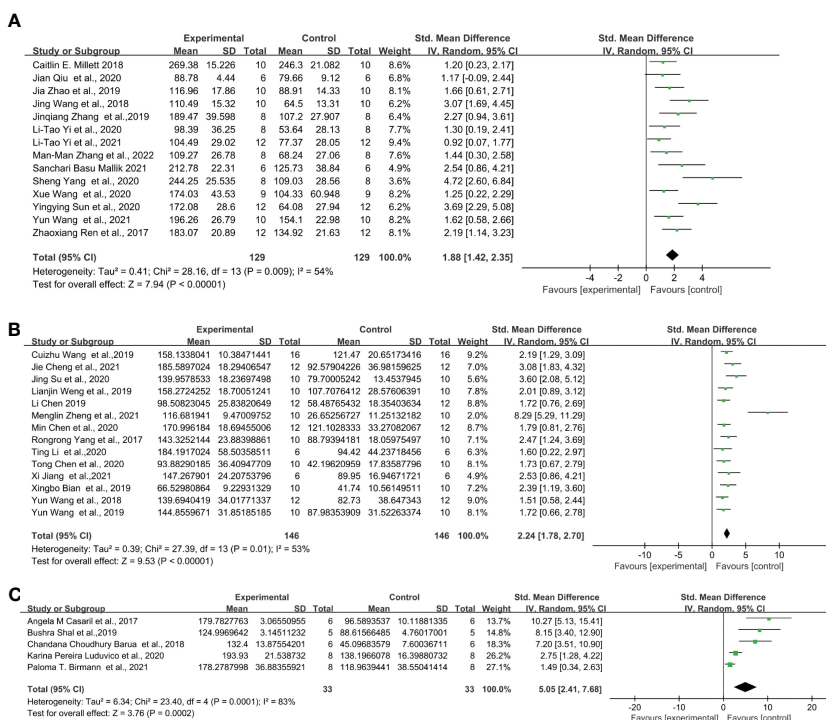 A
Experimental Control Std. Mean Difference Std. Mean Difference
Study or Subgroup Mean SD Total Mean SD Total Weight IV. Random. 95% CI IV. Random. 95% CI
Caitlin E. Millett 2018 269.38 15.226 10 246.3 21.082 10 8.6% 1.20 [0.23, 2.17]
Jian Qiu et al., 2020 88.78 4.44 6 79.66 9.12 6 6.8% 1.17 [-0.09, 2.44]
Jia Zhao et al., 2019 116.96 17.86 10 88.91 14.33 10 8.1% 1.66 [0.61, 2.71]
Jing Wang et al., 2018 110.49 15.32 10 64.5 13.31 10 6.2% 3.07 [1.69, 4.45]
Jinqiang Zhang et al., 2019 189.47 39.598 8 107.2 27.907 8 6.5% 2.27 [0.94, 3.61]
Li-Tao Yi et al., 2020 98.39 36.25 8 53.64 28.13 8 7.7% 1.30 [0.19, 2.41]
Li-Tao Yi et al., 2021 104.49 29.02 12 77.37 28.05 12 9.5% 0.92 [0.07, 1.77]
Man-Man Zhang et al., 2022 109.27 26.78 8 68.24 27.06 8 7.5% 1.44 [0.30, 2.58]
Sanchari Basu Mallik 2021 212.78 22.31 6 125.73 38.84 6 4.8% 2.54 [0.86, 4.21]
Sheng Yang et al., 2020 244.25 25.535 8 109.03 28.56 8 3.7% 4.72 [2.60, 6.84]
Xue Wang et al., 2020 174.03 43.53 9 104.33 60.948 9 8.1% 1.25 [0.22, 2.29]
Yingying Sun et al., 2020 172.08 28.6 12 64.08 27.94 12 6.2% 3.69 [2.29, 5.08]
Yun Wang et al., 2021 196.26 26.79 10 154.1 22.98 10 8.1% 1.62 [0.58, 2.66]
Zhaoxiang Ren et al., 2017 183.07 20.89 12 134.92 21.63 12 8.1% 2.19 [1.14, 3.23]
Total (95% CI) 129 129 100.0% 1.88 [1.42, 2.35]
Heterogeneity: Tau² = 0.41; Chi² = 28.16, df = 13 (P = 0.009); I² = 54%
Test for overall effect: Z = 7.94 (P < 0.00001)
-4 -2 0 2 4
Favours [experimental] Favours [control]
B
Experimental Control Std. Mean Difference Std. Mean Difference
Study or Subgroup Mean SD Total Mean SD Total Weight IV. Random. 95% CI IV. Random. 95% CI
Cuizhu Wang et al.,2019 158.1338041 10.38471441 16 121.47 20.65173416 16 9.2% 2.19 [1.29, 3.09]
Jie Cheng et al., 2021 185.5897024 18.29406547 12 92.57904226 36.98159625 12 7.0% 3.08 [1.83, 4.32]
Jing Su et al., 2020 139.9578533 18.23697498 10 79.70005242 13.4537945 10 5.4% 3.60 [2.08, 5.12]
Lianjin Weng et al., 2019 158.2724252 18.70051241 10 107.7076412 28.57606391 10 7.8% 2.01 [0.89, 3.12]
Li Chen 2019 98.50823045 25.83820649 12 58.48765432 18.35403634 12 9.2% 1.72 [0.76, 2.69]
Menglin Zheng et al., 2021 116.681941 9.47009752 10 26.65256727 11.25132182 10 2.0% 8.29 [5.29, 11.29]
Min Chen et al., 2020 170.996184 18.69455006 12 121.1028333 33.27082067 12 8.7% 1.79 [0.81, 2.76]
Rongrong Yang et al., 2017 143.3252144 23.88398861 10 88.79394181 18.05975497 10 7.1% 2.47 [1.24, 3.69]
Ting Li et al., 2020 184.1917024 58.50358511 6 94.42 44.23718456 6 6.4% 1.60 [0.22, 2.97]
Tong Chen et al., 2020 93.88290185 36.40947709 10 42.19620959 17.83587796 10 8.1% 1.73 [0.67, 2.79]
Xi Jiang et al.,2021 147.267901 24.20753796 6 89.95 16.94671721 6 4.6% 2.53 [0.86, 4.21]
Xingbo Bian et al., 2019 66.52980864 9.22931329 10 41.74 10.56149511 10 7.2% 2.39 [1.19, 3.60]
Yun Wang et al., 2018 139.6940419 34.01771337 12 82.73 38.647343 12 9.0% 1.51 [0.58, 2.44]
Yun Wang et al., 2019 144.8559671 31.85185185 10 87.98353909 31.52263374 10 8.2% 1.72 [0.66, 2.78]
Total (95% CI) 146 146 100.0% 2.24 [1.78, 2.70]
Heterogeneity: Tau² = 0.39; Chi² = 27.39, df = 13 (P = 0.01); I² = 53%
Test for overall effect: Z = 9.53 (P < 0.00001)
-10 -5 0 5 10
Favours [experimental] Favours [control]
C
Experimental Control Std. Mean Difference Std. Mean Difference
Study or Subgroup Mean SD Total Mean SD Total Weight IV. Random. 95% CI IV. Random. 95% CI
Angela M Casaril et al., 2017 179.7827763 3.06550955 6 96.5893537 10.11881335 6 13.7% 10.27 [5.13, 15.41]
Bushra Shal et al.,2019 124.9969642 3.14511232 5 88.61566485 4.76017001 5 14.8% 8.15 [3.40, 12.90]
Chandana Choudhury Barua et al., 2018 132.4 13.87554201 6 45.09683579 7.60036711 6 18.3% 7.20 [3.51, 10.90]
Karina Pereira Luduvico et al., 2020 193.93 21.538732 8 138.1966078 16.39880732 8 26.2% 2.75 [1.28, 4.22]
Paloma T. Birmann et al., 2021 178.2787998 36.88355921 8 118.9639441 38.55041414 8 27.1% 1.49 [0.34, 2.63]
Total (95% CI) 33 33 100.0% 5.05 [2.41, 7.68]
Heterogeneity: Tau² = 6.34; Chi² = 23.40, df = 4 (P = 0.0001); I² = 83%
Test for overall effect: Z = 3.76 (P = 0.0002)
-20 -10 0 10 20
Favours [experimental] Favours [control]